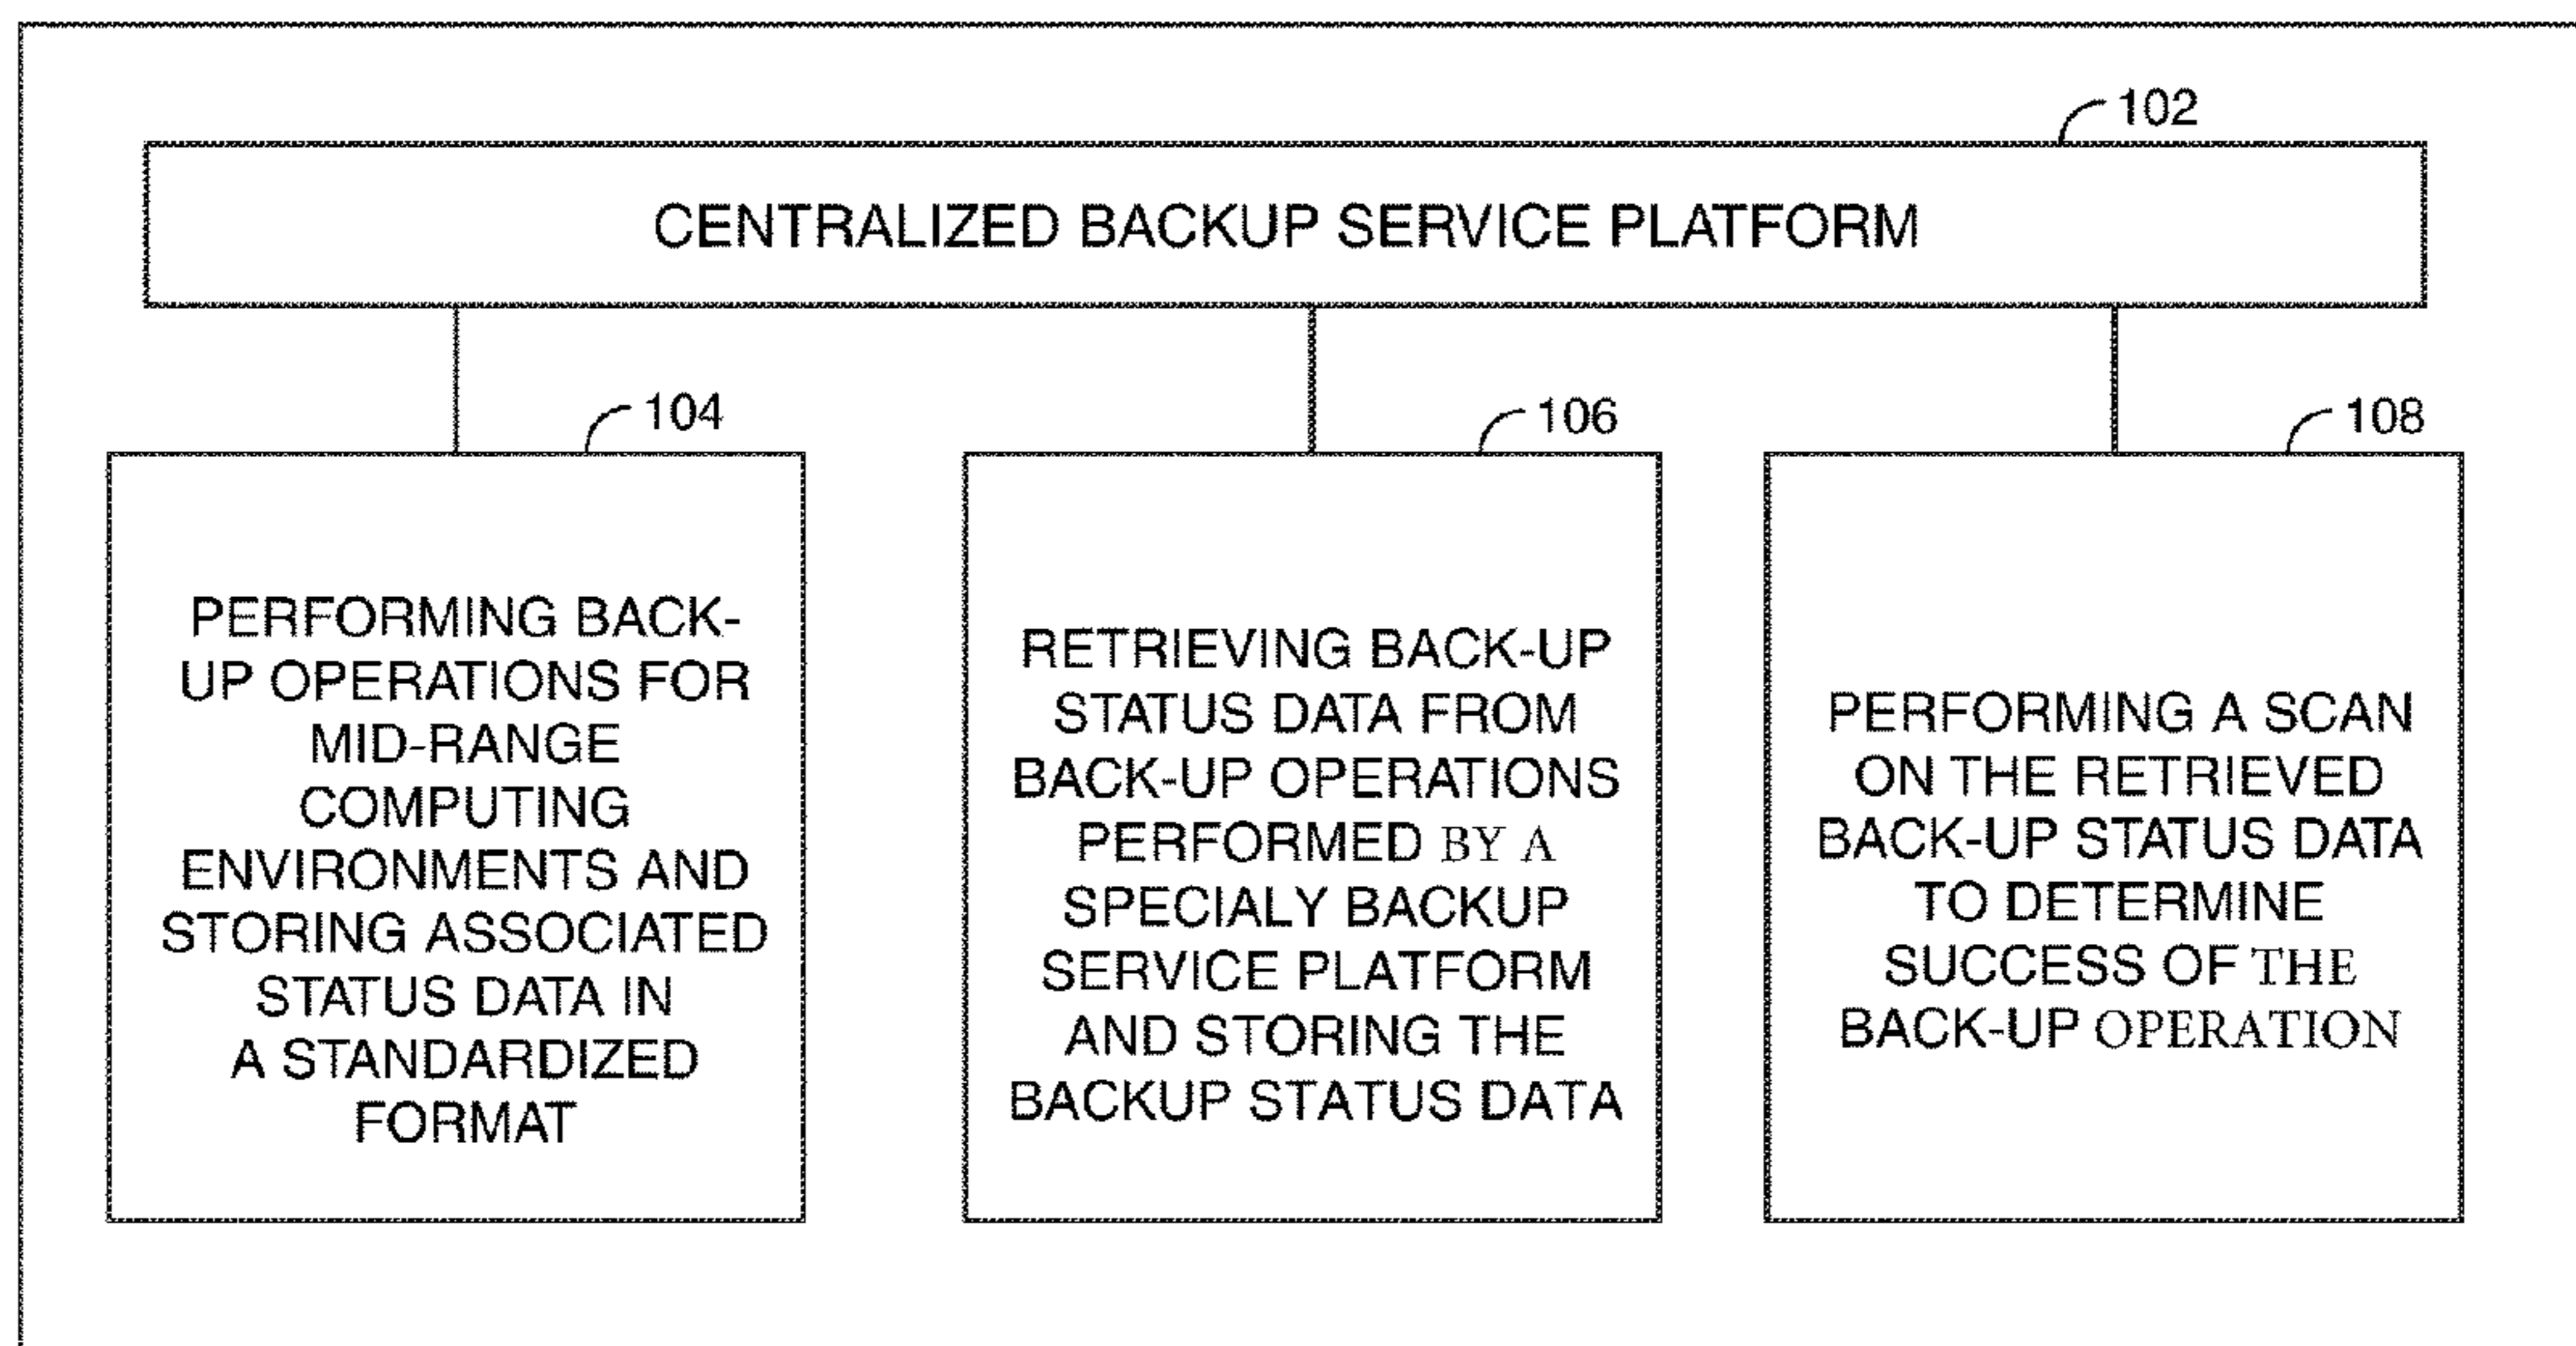 102
CENTRALIZED BACKUP SERVICE PLATFORM
104
PERFORMING BACK-
UP OPERATIONS FOR
MID-RANGE
COMPUTING
ENVIRONMENTS AND
STORING ASSOCIATED
STATUS DATA IN
A STANDARDIZED
FORMAT
106
RETRIEVING BACK-UP
STATUS DATA FROM
BACK-UP OPERATIONS
PERFORMED BY A
SPECIALY BACKUP
SERVICE PLATFORM
AND STORING THE
BACKUP STATUS DATA
108
PERFORMING A SCAN
ON THE RETRIEVED
BACK-UP STATUS DATA
TO DETERMINE
SUCCESS OF THE
BACK-UP OPERATION